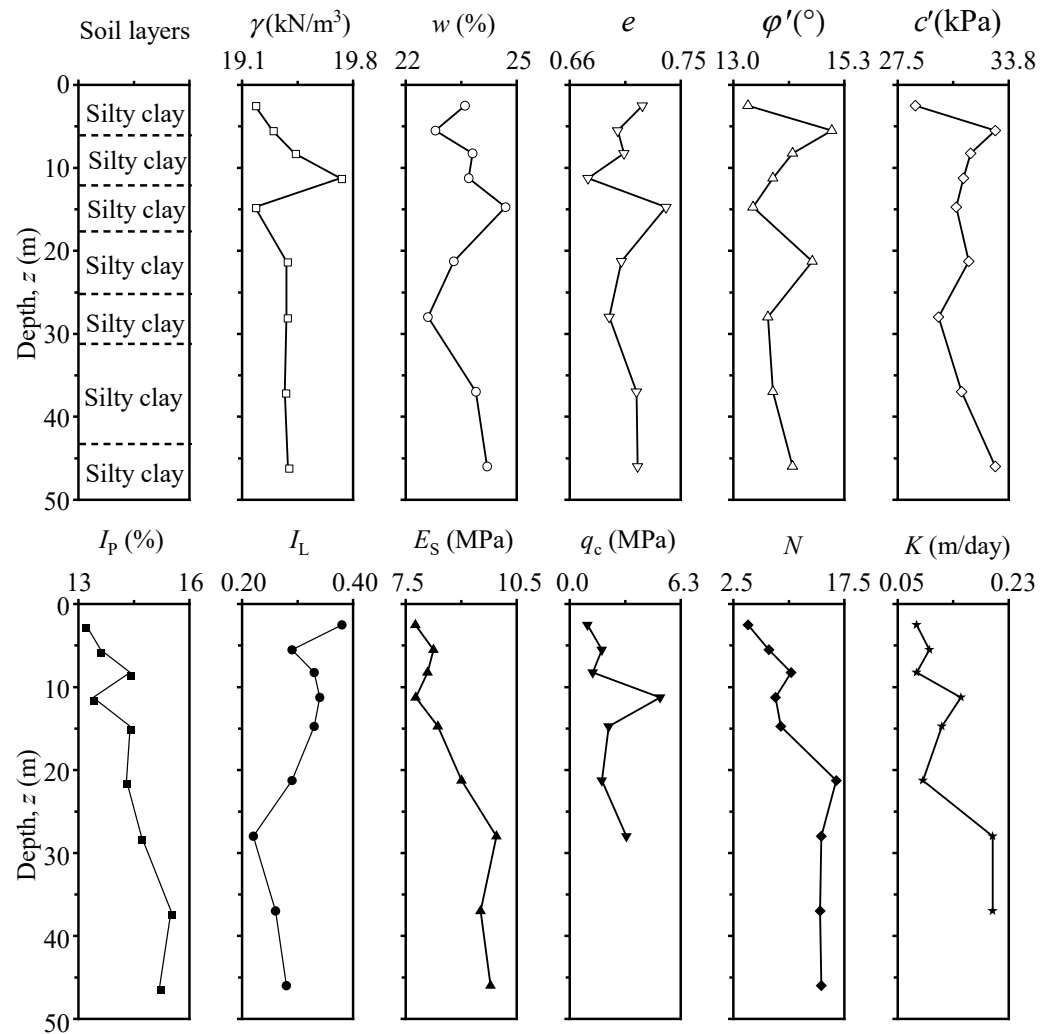 Soil layers γ(kN/m³) w (%) e φ′(°) c′(kPa)
19.1 19.8 22 25 0.66 0.75 13.0 15.3 27.5 33.8
0
Silty clay
10
Silty clay
Silty clay
20
Silty clay
30
Silty clay
40
Silty clay
Silty clay
50
Depth, z (m)
I_P (%) I_L E_S (MPa) q_c (MPa) N K (m/day)
13 16 0.20 0.40 7.5 10.5 0.0 6.3 2.5 17.5 0.05 0.23
0
10
20
30
40
50
Depth, z (m)